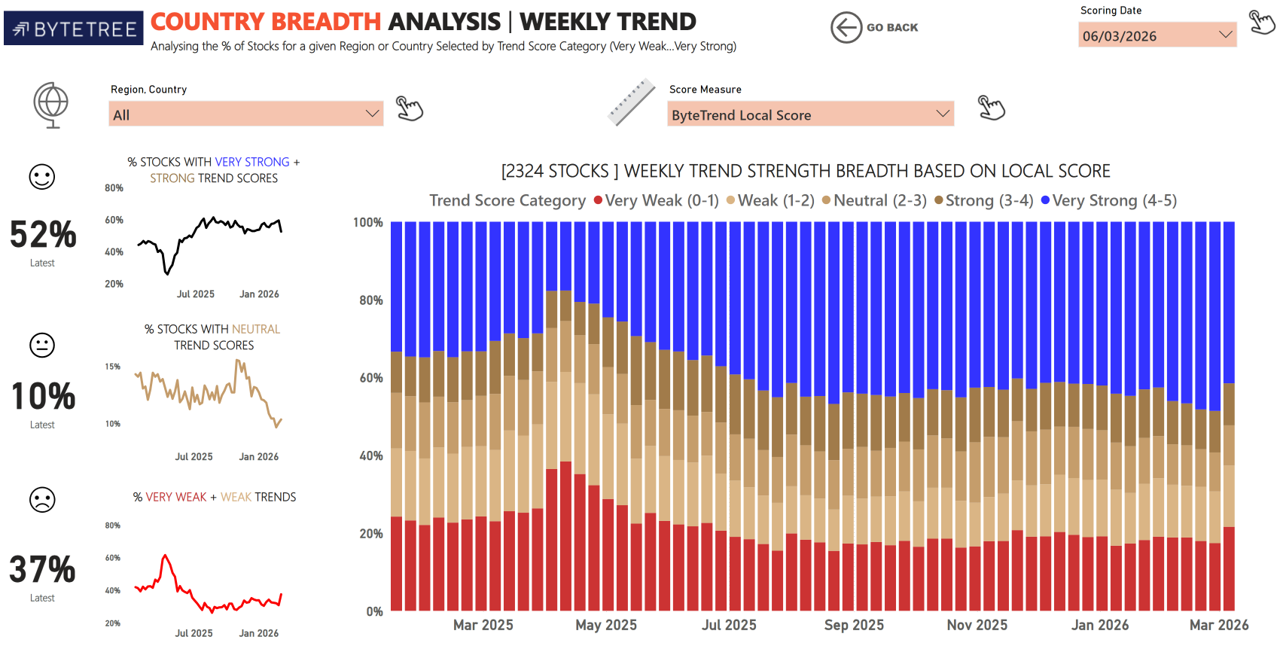 BYTETREE
COUNTRY BREADTH ANALYSIS | WEEKLY TREND
Analysing the % of Stocks for a given Region or Country Selected by Trend Score Category (Very Weak...Very Strong)
GO BACK
Scoring Date
06/03/2026
Region, Country
All
Score Measure
ByteTrend Local Score
% STOCKS WITH VERY STRONG +
STRONG TREND SCORES
80%
60%
40%
20%
Jul 2025 Jan 2026
52%
Latest
% STOCKS WITH NEUTRAL
TREND SCORES
15%
10%
Jul 2025 Jan 2026
10%
Latest
% VERY WEAK + WEAK TRENDS
80%
60%
40%
20%
Jul 2025 Jan 2026
37%
Latest
[2324 STOCKS ] WEEKLY TREND STRENGTH BREADTH BASED ON LOCAL SCORE
Trend Score Category Very Weak (0-1) Weak (1-2) Neutral (2-3) Strong (3-4) Very Strong (4-5)
100%
80%
60%
40%
20%
0%
Mar 2025 May 2025 Jul 2025 Sep 2025 Nov 2025 Jan 2026 Mar 2026